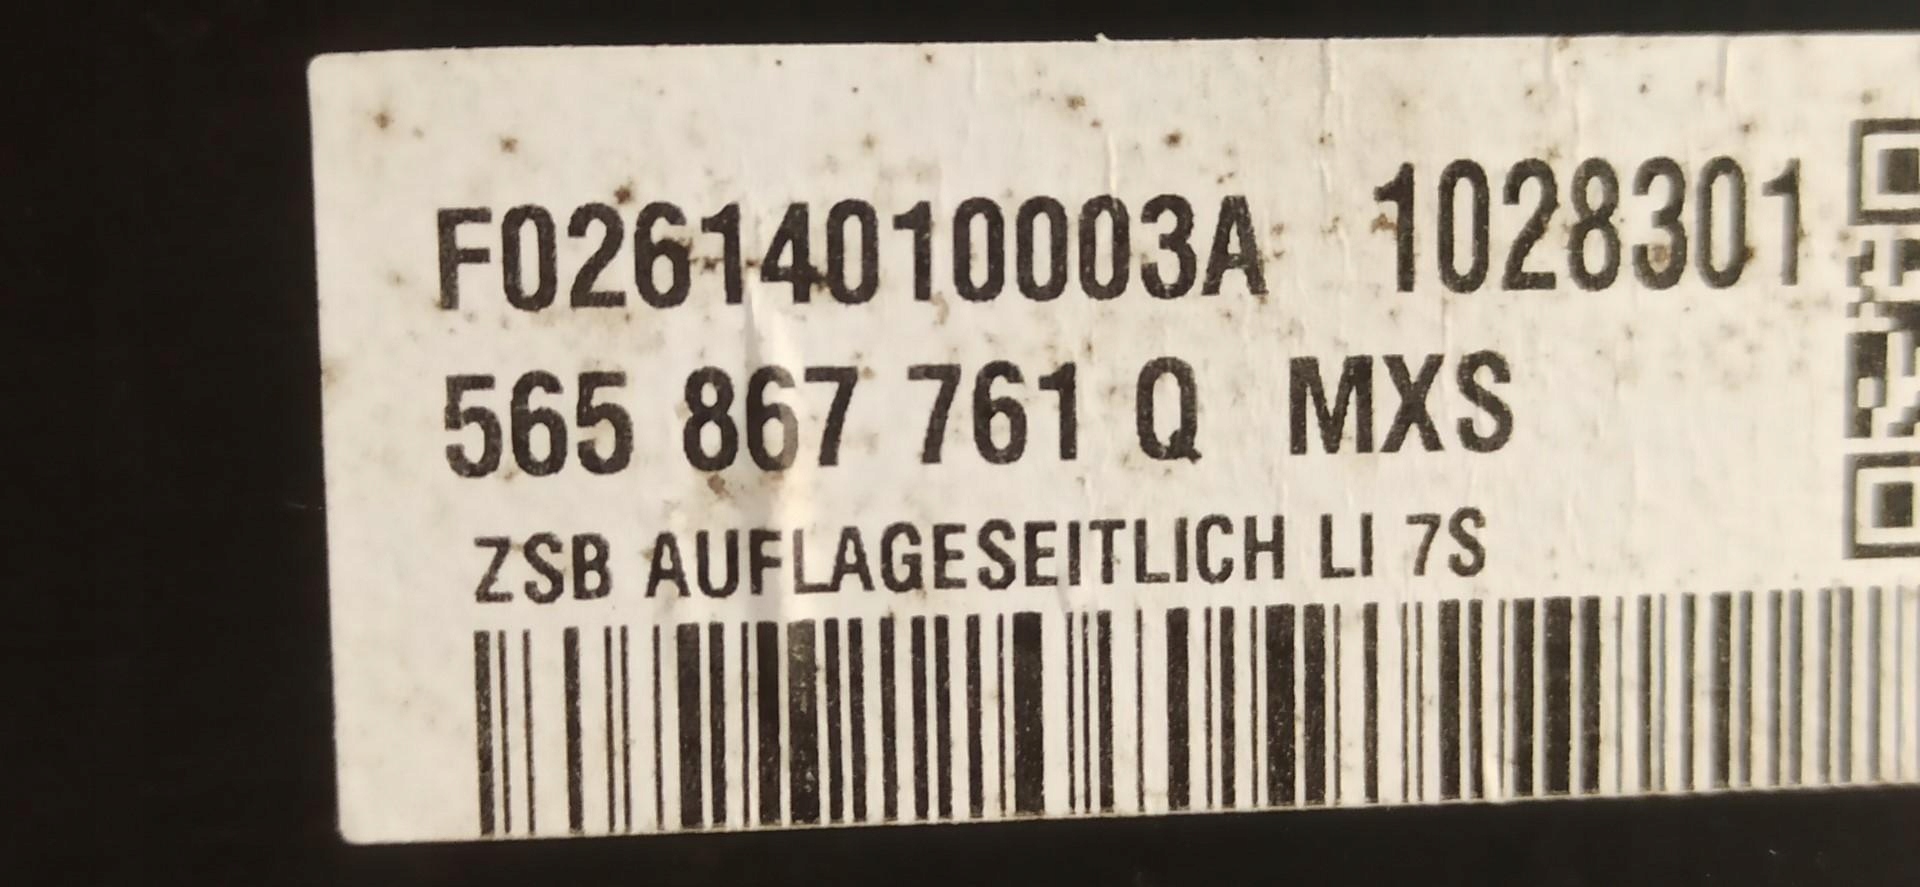 F02614010003A 1028301
565 867 761 Q MXS
ZSB AUFLAGESEITLICH LI 7S